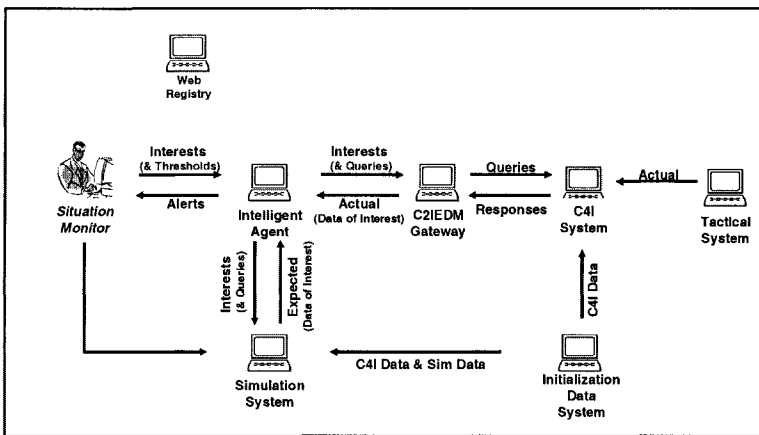 Web
Registry
Interests
(& Thresholds)
Alerts
Situation
Monitor
Interests
(& Queries)
Actual
(Data of Interest)
Intelligent
Agent
C2IEDM
Gateway
Queries
Responses
C4I
System
Actual
Tactical
System
Interests
(& Queries)
Expected
(Data of Interest)
C4I Data
Simulation
System
C4I Data & Sim Data
Initialization
Data
System